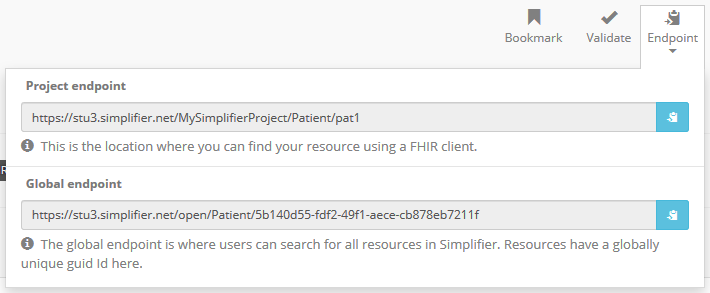 Bookmark Validate Endpoint
Project endpoint
https://stu3.simplifier.net/MySimplifierProject/Patient/pat1
This is the location where you can find your resource using a FHIR client.
R
Global endpoint
https://stu3.simplifier.net/open/Patient/5b140d55-fdf2-49f1-aece-cb878eb7211f
The global endpoint is where users can search for all resources in Simplifier. Resources have a globally
unique guid Id here.